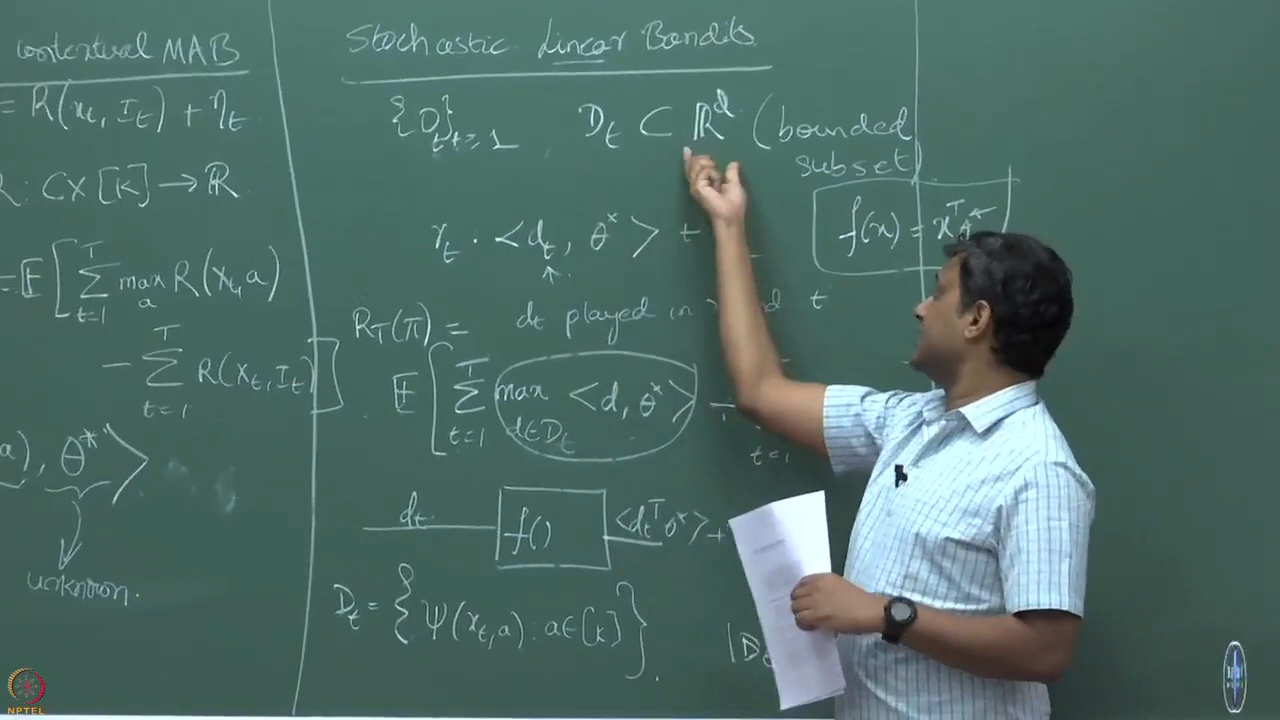 contextual MAB
= R(x_t, I_t) + η_t
R : C × [K] → ℝ
= 𝔼 [ Σ_{t=1}^{T} max_a R(x_t, a)
− Σ_{t=1}^{T} R(x_t, I_t) ]
a), θ* >
unknown.
Stochastic Linear Bandits
{D_t}_{t≥1} D_t ⊂ ℝ^d (bounded
subset)
r_t = <d_t, θ*> +
f(x) = x^T θ*
d_t played in t
R_T(π) =
𝔼 [ Σ_{t=1}^{T} max_{d∈D_t} <d, θ*> −
t=1
d_t f() <d_t^T θ*> +
D_t = { Ψ(x_t, a) : a∈[K] }.
|D_t
NPTEL